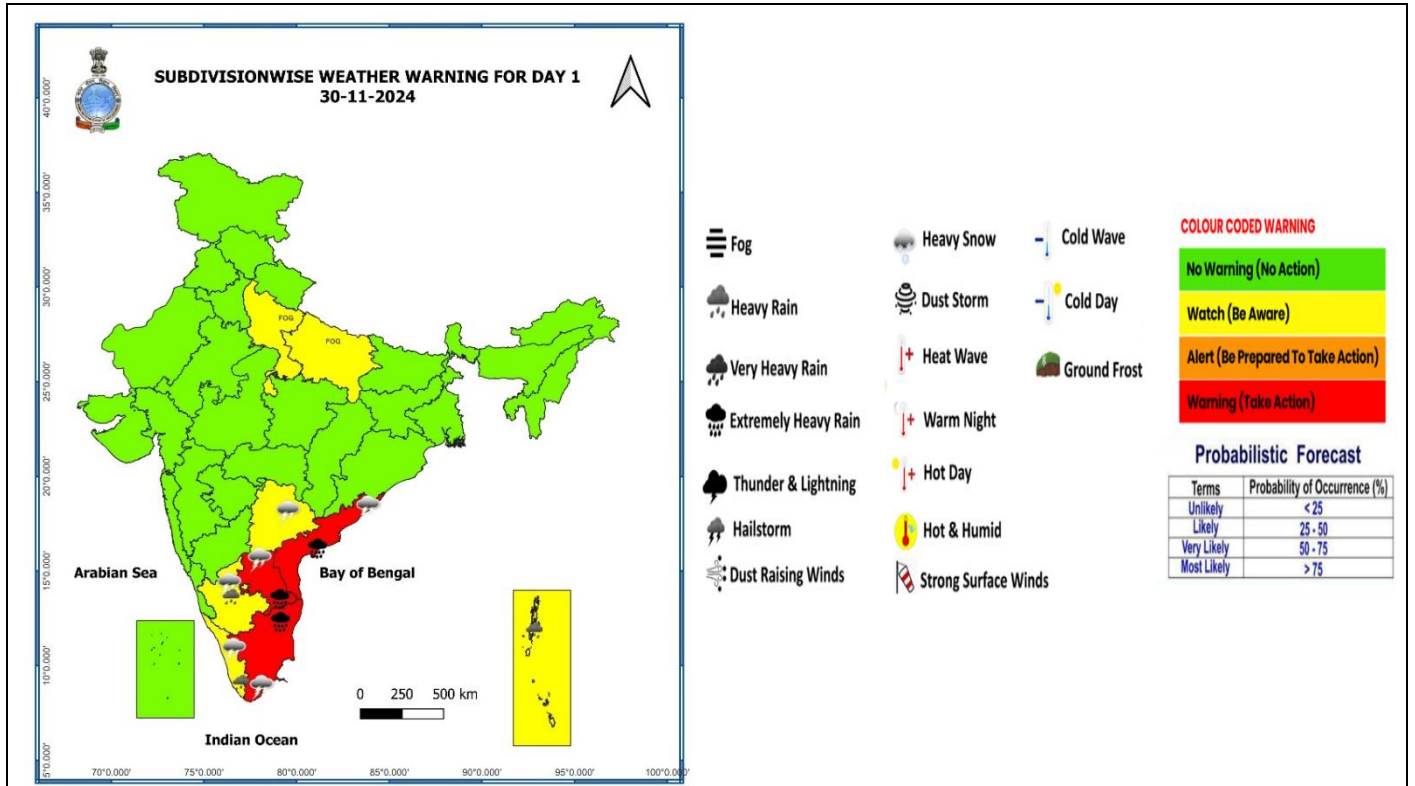 SUBDIVISIONWISE WEATHER WARNING FOR DAY 1
30-11-2024
40°0.000'
35°0.000'
30°0.000'
25°0.000'
20°0.000'
15°0.000'
10°0.000'
5°0.000'
FOG
FOG
Arabian Sea
Bay of Bengal
0 250 500 km
Indian Ocean
70°0.000' 75°0.000' 80°0.000' 85°0.000' 90°0.000' 95°0.000' 100°0.000'
Fog
Heavy Rain
Very Heavy Rain
Extremely Heavy Rain
Thunder & Lightning
Hailstorm
Dust Raising Winds
Heavy Snow
Dust Storm
Heat Wave
Warm Night
Hot Day
Hot & Humid
Strong Surface Winds
Cold Wave
Cold Day
Ground Frost
COLOUR CODED WARNING
No Warning (No Action)
Watch (Be Aware)
Alert (Be Prepared To Take Action)
Warning (Take Action)
Probabilistic Forecast
Terms Probability of Occurrence (%)
Unlikely < 25
Likely 25 - 50
Very Likely 50 - 75
Most Likely > 75